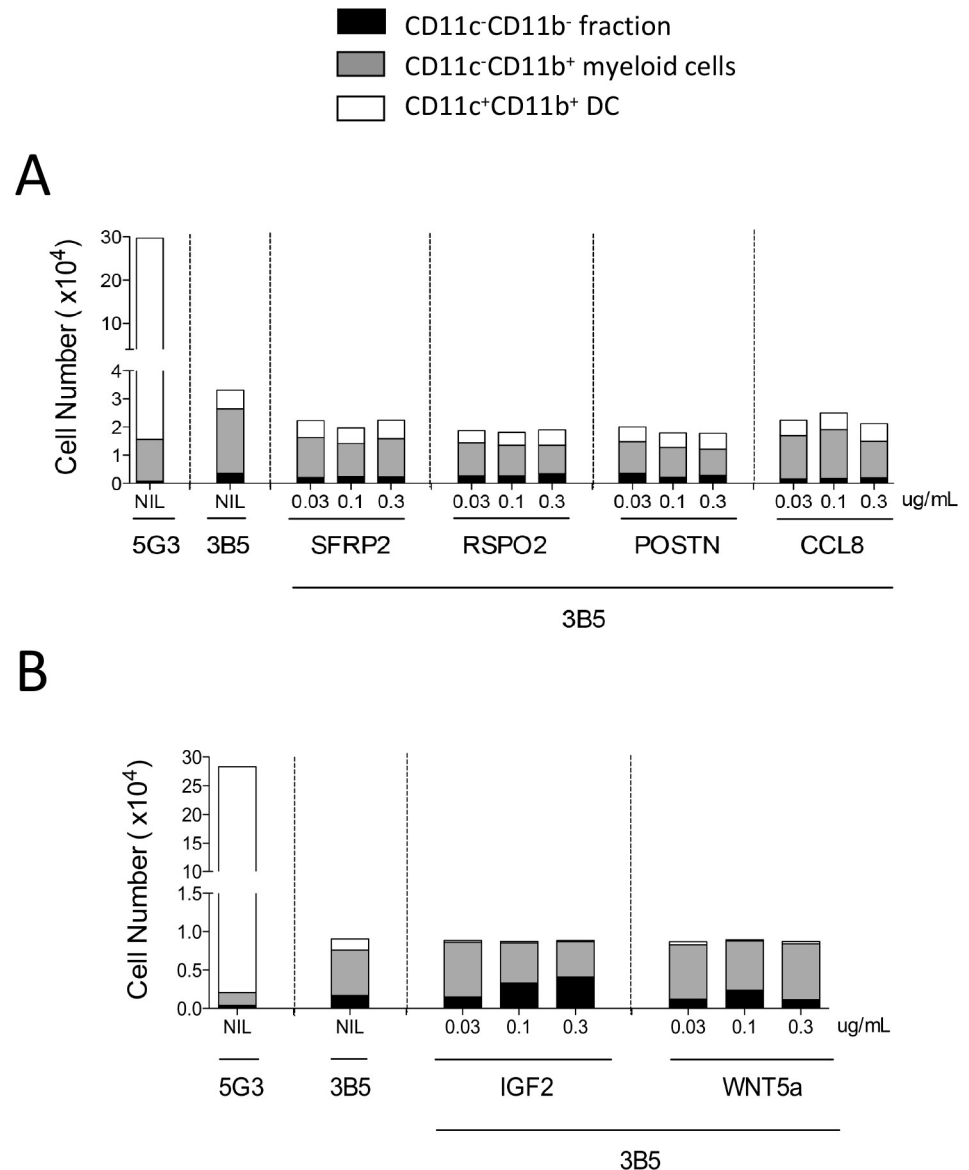 CD11c⁻CD11b⁻ fraction
CD11c⁻CD11b⁺ myeloid cells
CD11c⁺CD11b⁺ DC
A
Cell Number ( x10⁴)
30
20
10
4
3
2
1
0
NIL NIL 0.03 0.1 0.3 0.03 0.1 0.3 0.03 0.1 0.3 0.03 0.1 0.3 ug/mL
5G3 3B5 SFRP2 RSPO2 POSTN CCL8
3B5
B
Cell Number ( x10⁴)
30
25
20
15
10
1.5
1.0
0.5
0.0
NIL NIL 0.03 0.1 0.3 0.03 0.1 0.3 ug/mL
5G3 3B5 IGF2 WNT5a
3B5